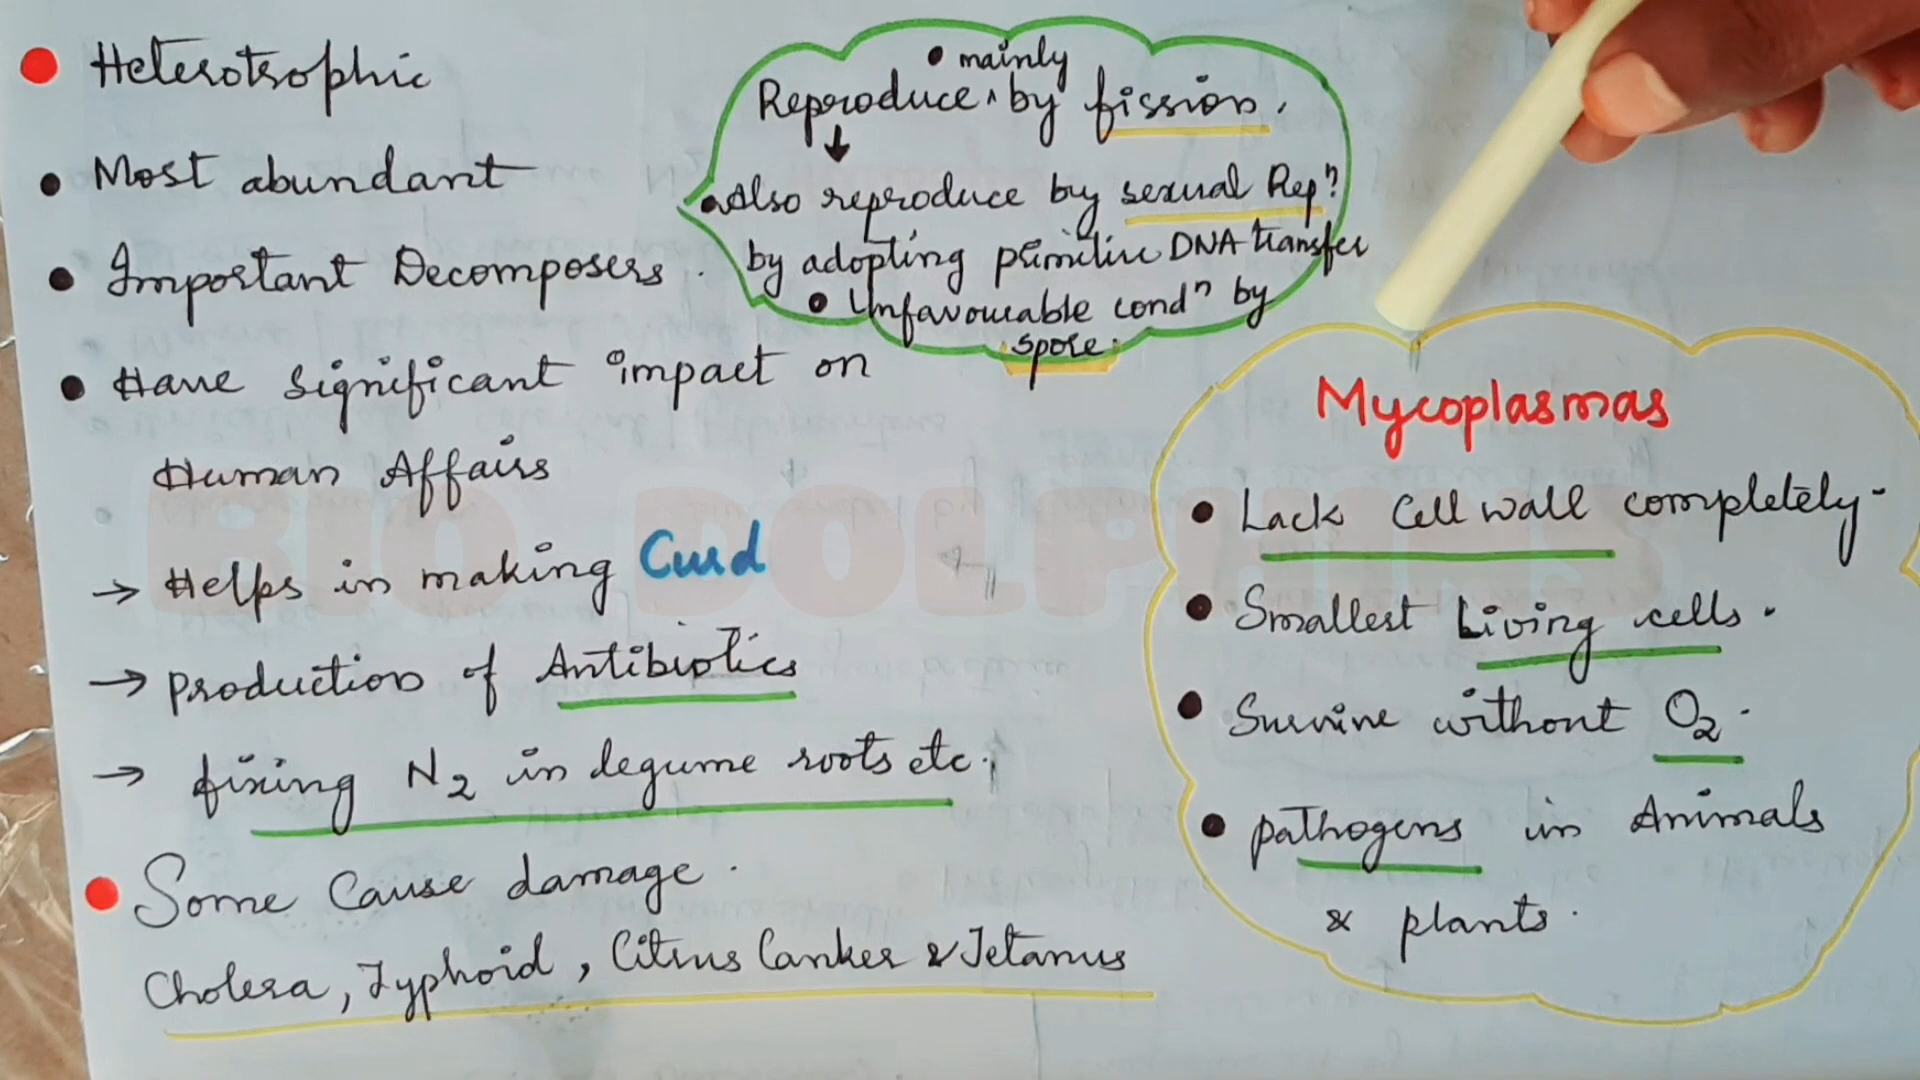 Heterotrophic
Most abundant
Important Decomposers.
Have significant impact on
Human Affairs
→ Helps in making Curd
→ production of Antibiotics
→ fixing N₂ in legume roots etc.
Some Cause damage.
Cholera, Typhoid, Citrus Canker & Tetanus
mainly
Reproduce ^ by fission.
↓
Also reproduce by sexual Repⁿ
by adopting primitive DNA transfer
Unfavourable condⁿ by
spore.
Mycoplasmas
Lack Cell wall completely.
Smallest Living cells.
Survive without O₂.
pathogens in Animals
& plants.
BIO DOLPHINS